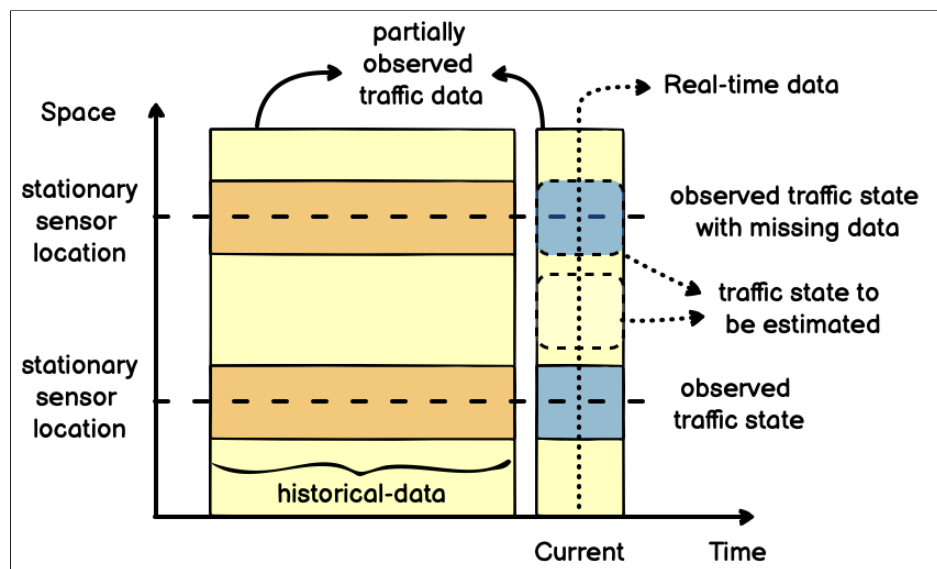 partially
observed
traffic data
Real-time data
Space
stationary
sensor
location
observed traffic state
with missing data
traffic state to
be estimated
stationary
sensor
location
observed
traffic state
historical-data
Current
Time